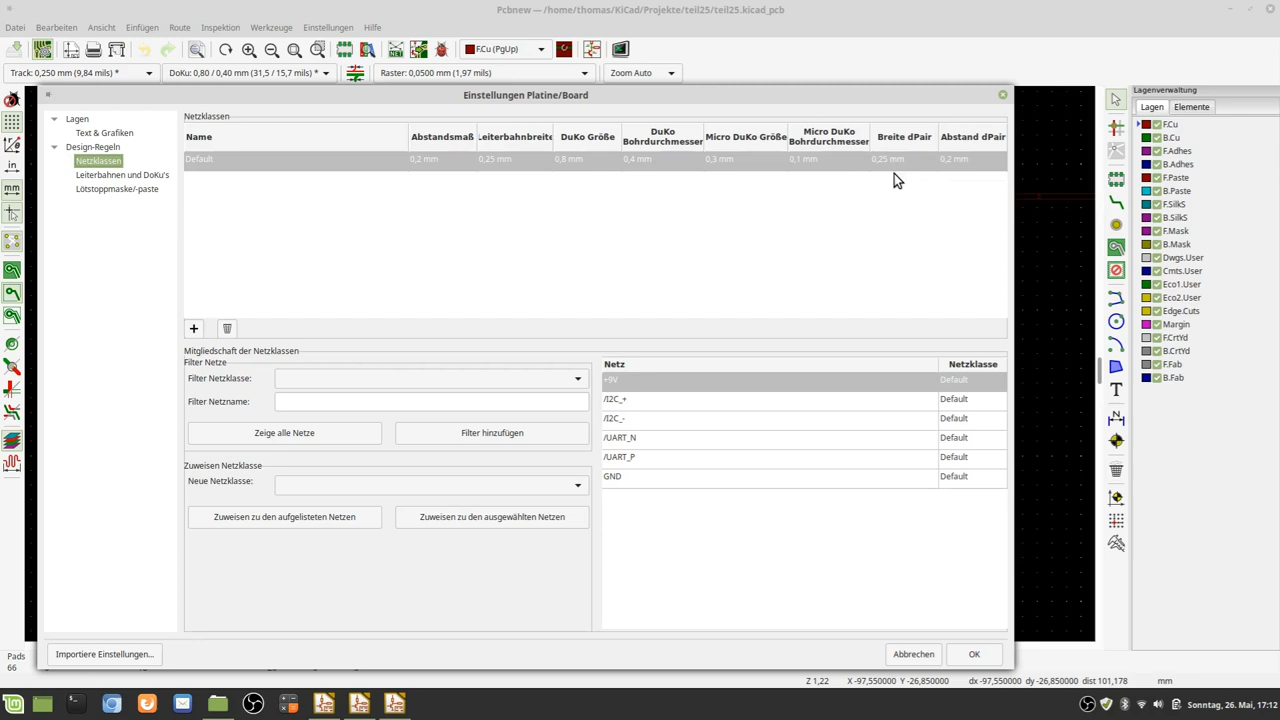 Pcbnew — /home/thomas/KiCad/Projekte/teil25/teil25.kicad_pcb
Datei Bearbeiten Ansicht Einfügen Route Inspektion Werkzeuge Einstellungen Hilfe
F.Cu (PgUp)
Track: 0,250 mm (9,84 mils) * DoKu: 0,80 / 0,40 mm (31,5 / 15,7 mils) * Raster: 0,0500 mm (1,97 mils) Zoom Auto
Einstellungen Platine/Board
Lagen
Text & Grafiken
Design-Regeln
Netzklassen
Leiterbahnen und DoKu's
Lötstoppmaske/-paste
Netzklassen
Name Abstandsmaß Leiterbahnbreite DuKo Größe DuKo Bohrdurchmesser Micro DuKo Größe Micro DuKo Bohrdurchmesser Breite dPair Abstand dPair
Default 0,2 mm 0,25 mm 0,8 mm 0,4 mm 0,3 mm 0,1 mm 0,25 mm 0,2 mm
Mitgliedschaft der Netzklassen
Filter Netze
Filter Netzklasse:
Filter Netzname:
Zeige alle Netze Filter hinzufügen
Zuweisen Netzklasse
Neue Netzklasse:
Zuweisen zu den aufgelisteten Netzen Zuweisen zu den ausgewählten Netzen
Netz Netzklasse
+9V Default
/I2C_+ Default
/I2C_- Default
/UART_N Default
/UART_P Default
GND Default
Importiere Einstellungen... Abbrechen OK
Lagenverwaltung
Lagen Elemente
F.Cu
B.Cu
F.Adhes
B.Adhes
F.Paste
B.Paste
F.SilkS
B.SilkS
F.Mask
B.Mask
Dwgs.User
Cmts.User
Eco1.User
Eco2.User
Edge.Cuts
Margin
F.CrtYd
B.CrtYd
F.Fab
B.Fab
Pads
66
Z 1,22 X -97,550000 Y -26,850000 dx -97,550000 dy -26,850000 dist 101,178 mm
Sonntag, 26. Mai, 17:12